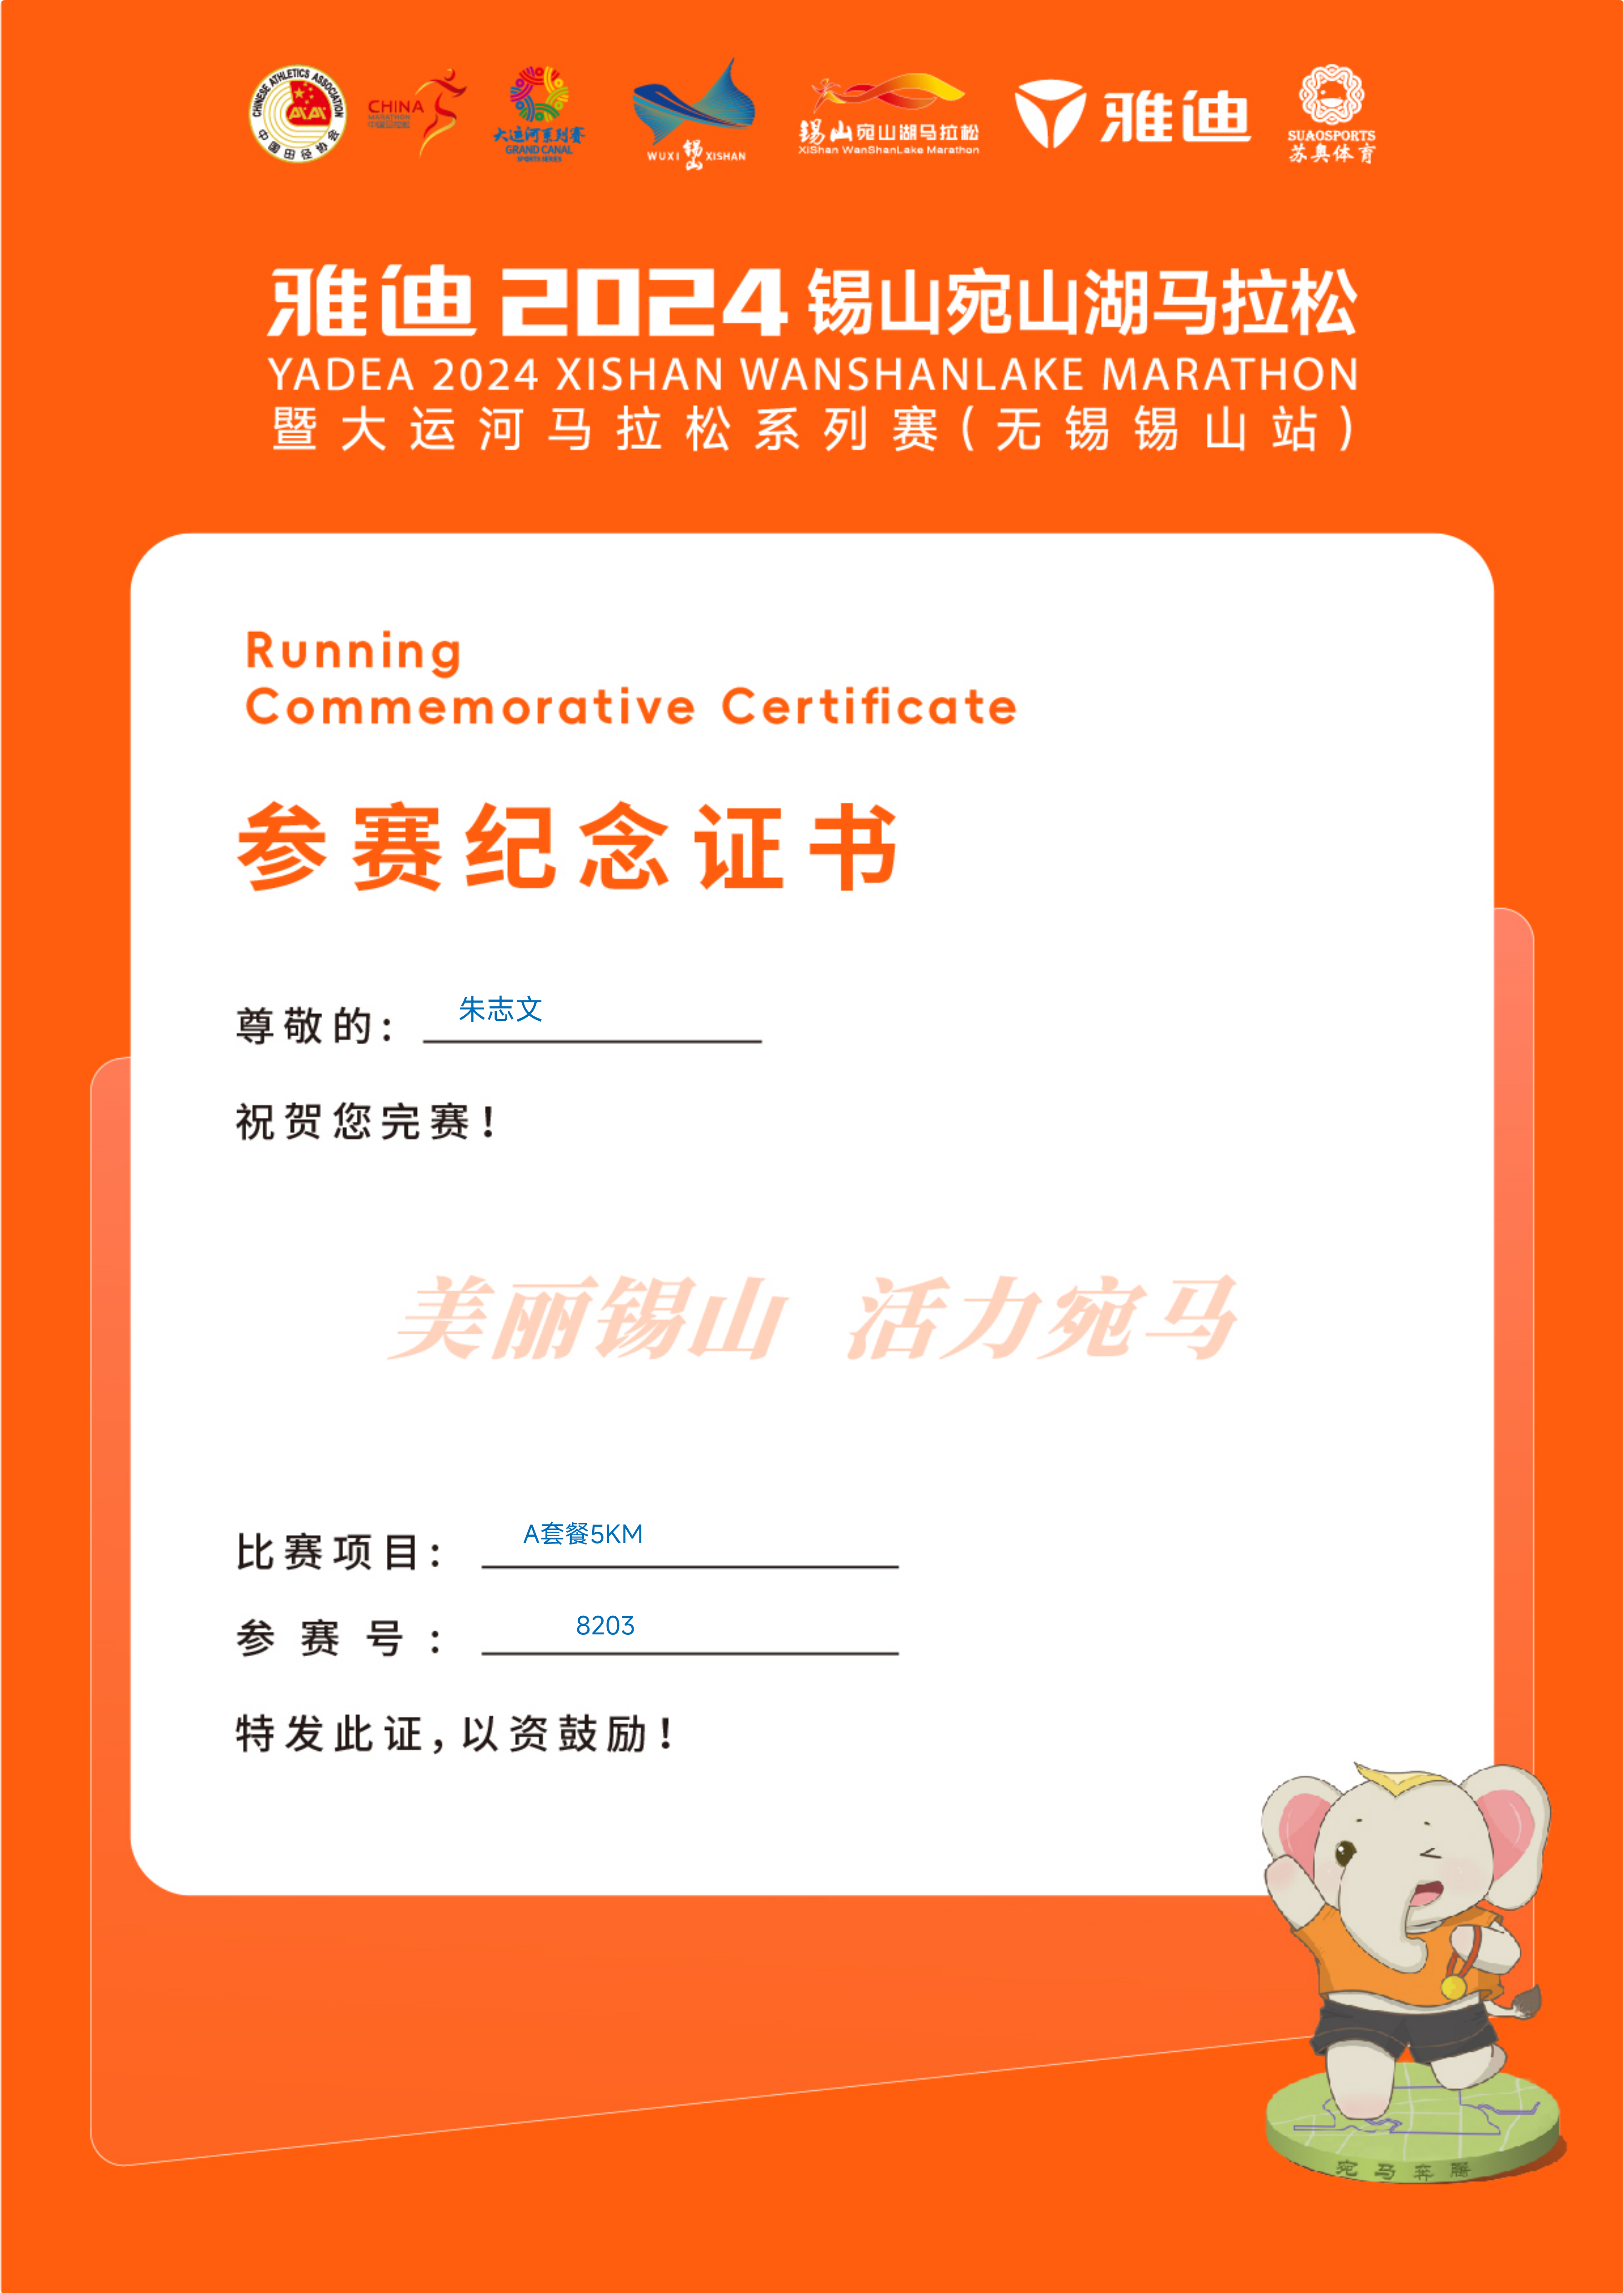 CHINESE ATHLETICS ASSOCIATION
中国田径协会
CHINA
MARATHON
大运河系列赛
GRAND CANAL
SPORTS SERIES
WUXI 锡山 XISHAN
锡山宛山湖马拉松
XiShan WanShanLake Marathon
雅迪
SUAOSPORTS
苏奥体育
雅迪 2024 锡山宛山湖马拉松
YADEA 2024 XISHAN WANSHANLAKE MARATHON
暨大运河马拉松系列赛(无锡锡山站)
Running
Commemorative Certificate
参赛纪念证书
尊敬的: 朱志文
祝贺您完赛!
美丽锡山 活力宛马
比赛项目: A套餐5KM
参赛号: 8203
特发此证,以资鼓励!
宛马奔腾